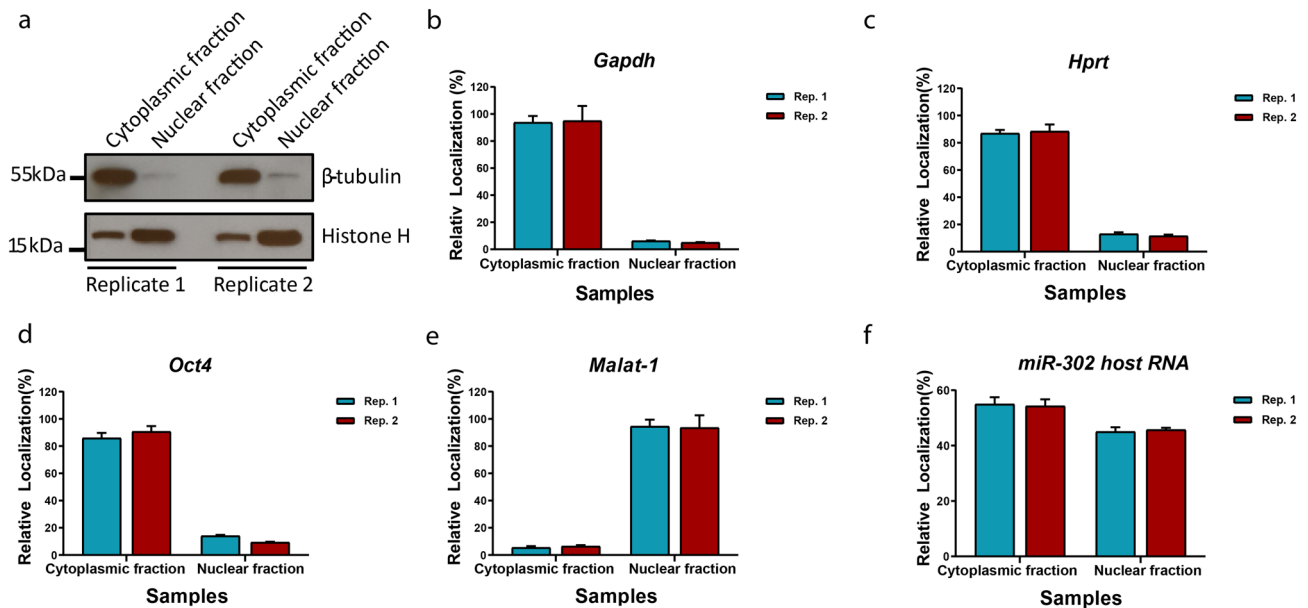 a
Cytoplasmic fraction
Nuclear fraction
Cytoplasmic fraction
Nuclear fraction
55kDa
β-tubulin
15kDa
Histone H
Replicate 1
Replicate 2
b
Gapdh
Relativ Localization (%)
120
100
80
60
40
20
0
Cytoplasmic fraction
Nuclear fraction
Samples
Rep. 1
Rep. 2
c
Hprt
Relative Localization(%)
120
100
80
60
40
20
0
Cytoplasmic fraction
Nuclear fraction
Samples
Rep. 1
Rep. 2
d
Oct4
Relative Localization(%)
120
100
80
60
40
20
0
Cytoplasmic fraction
Nuclear fraction
Samples
Rep. 1
Rep. 2
e
Malat-1
Relative Localization(%)
120
100
80
60
40
20
0
Cytoplasmic fraction
Nuclear fraction
Samples
Rep. 1
Rep. 2
f
miR-302 host RNA
Relative Localization(%)
60
40
20
0
Cytoplasmic fraction
Nuclear fraction
Samples
Rep. 1
Rep. 2